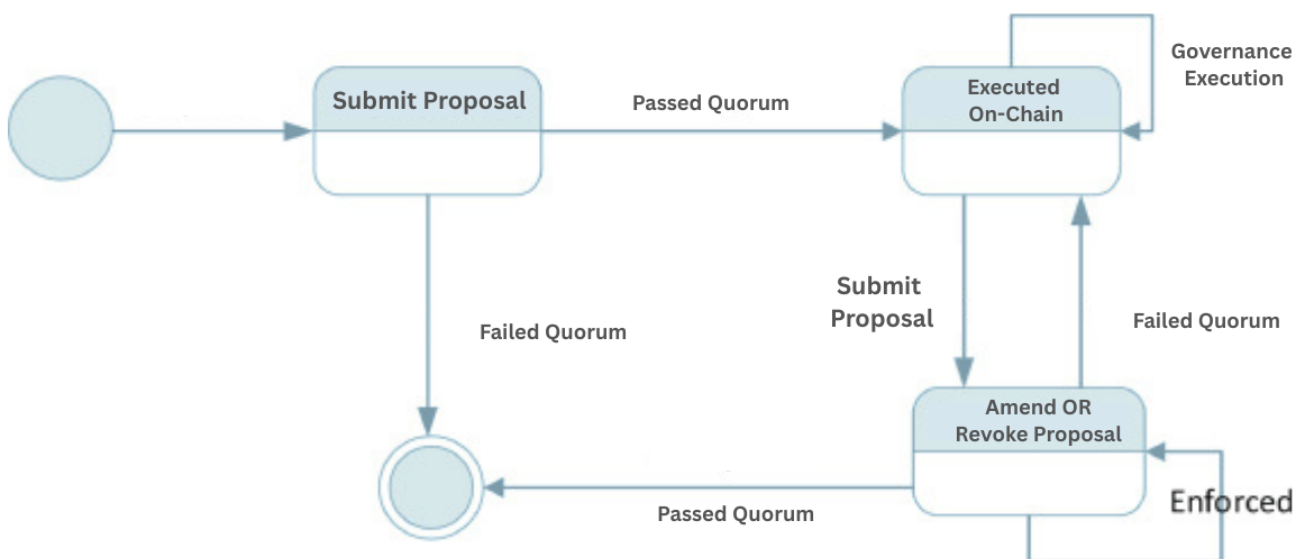 Submit Proposal
Passed Quorum
Executed
On-Chain
Governance
Execution
Failed Quorum
Submit
Proposal
Failed Quorum
Amend OR
Revoke Proposal
Passed Quorum
Enforced